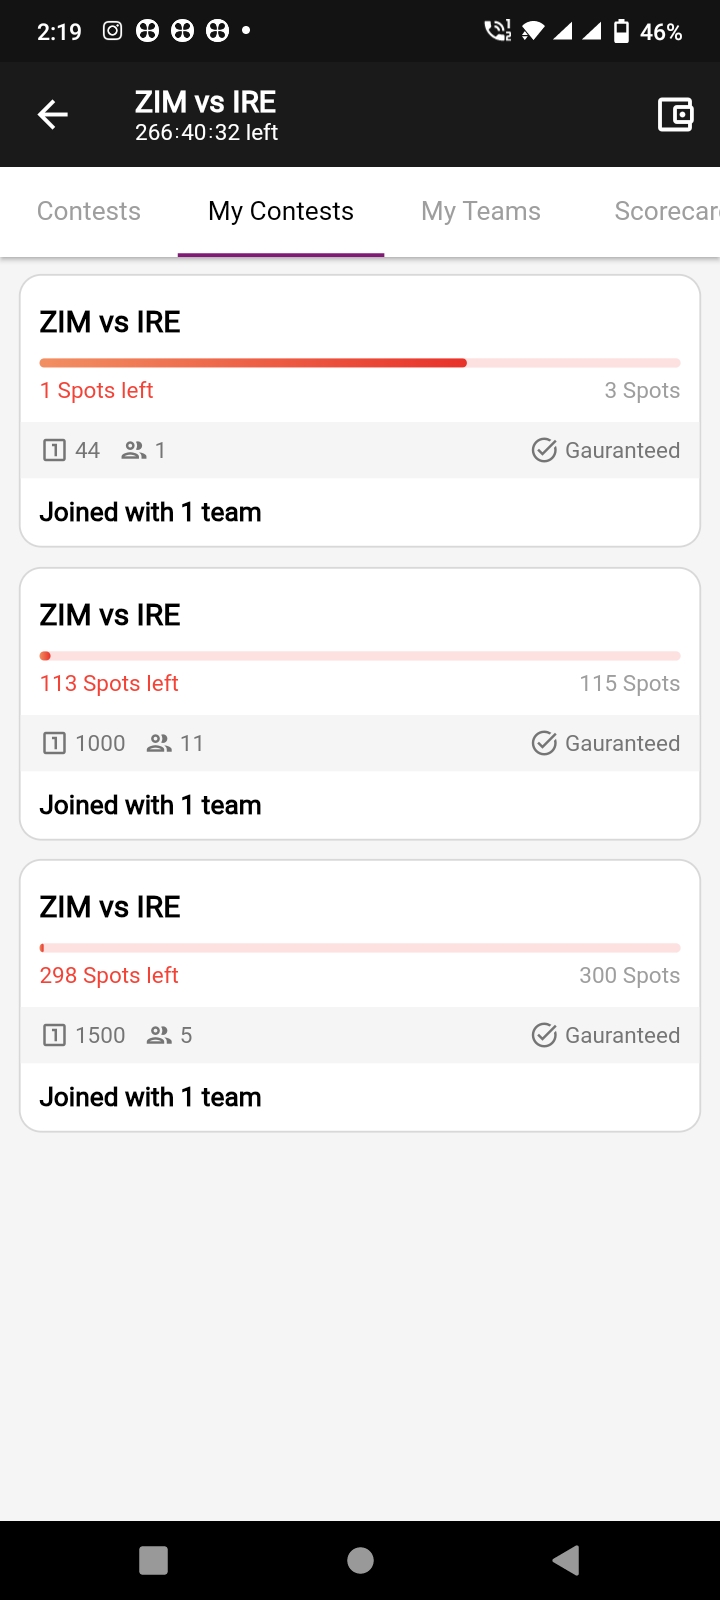 2:19 46%
ZIM vs IRE
266:40:32 left
Contests My Contests My Teams Scorecar
ZIM vs IRE
1 Spots left 3 Spots
1 44 1 Gauranteed
Joined with 1 team
ZIM vs IRE
113 Spots left 115 Spots
1 1000 11 Gauranteed
Joined with 1 team
ZIM vs IRE
298 Spots left 300 Spots
1 1500 5 Gauranteed
Joined with 1 team